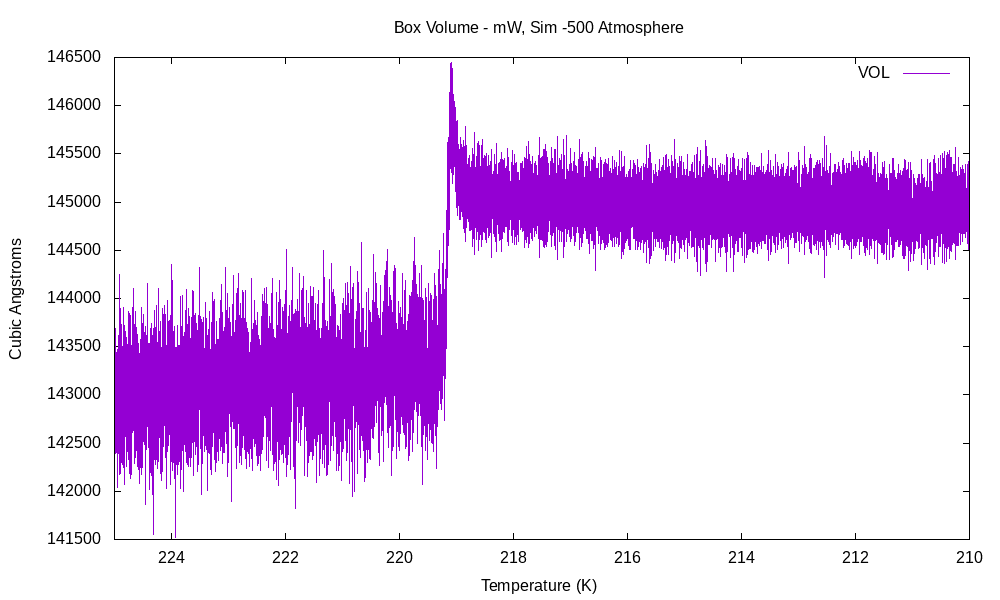 Box Volume - mW, Sim -500 Atmosphere
VOL
146500
146000
145500
145000
144500
144000
143500
143000
142500
142000
141500
Cubic Angstroms
224 222 220 218 216 214 212 210
Temperature (K)